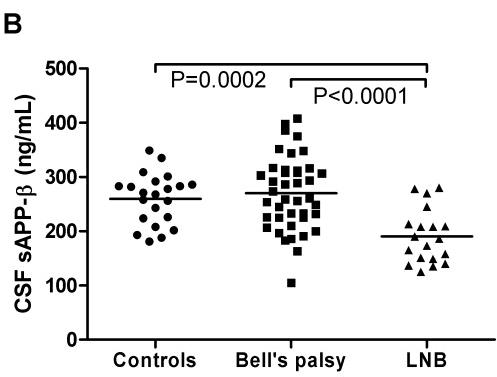 B
P=0.0002
P<0.0001
CSF sAPP-β (ng/mL)
500
400
300
200
100
0
Controls Bell's palsy LNB